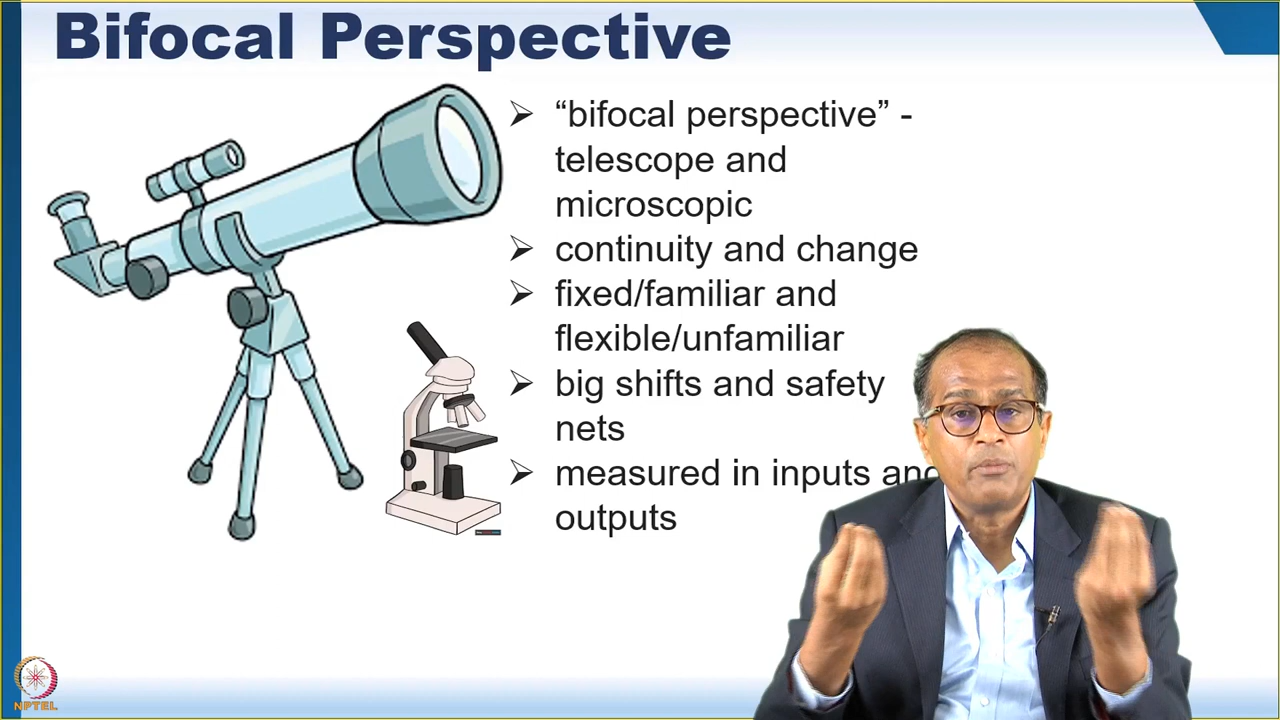 Bifocal Perspective
➢ “bifocal perspective” -
telescope and
microscopic
➢ continuity and change
➢ fixed/familiar and
flexible/unfamiliar
➢ big shifts and safety
nets
➢ measured in inputs and
outputs
NPTEL